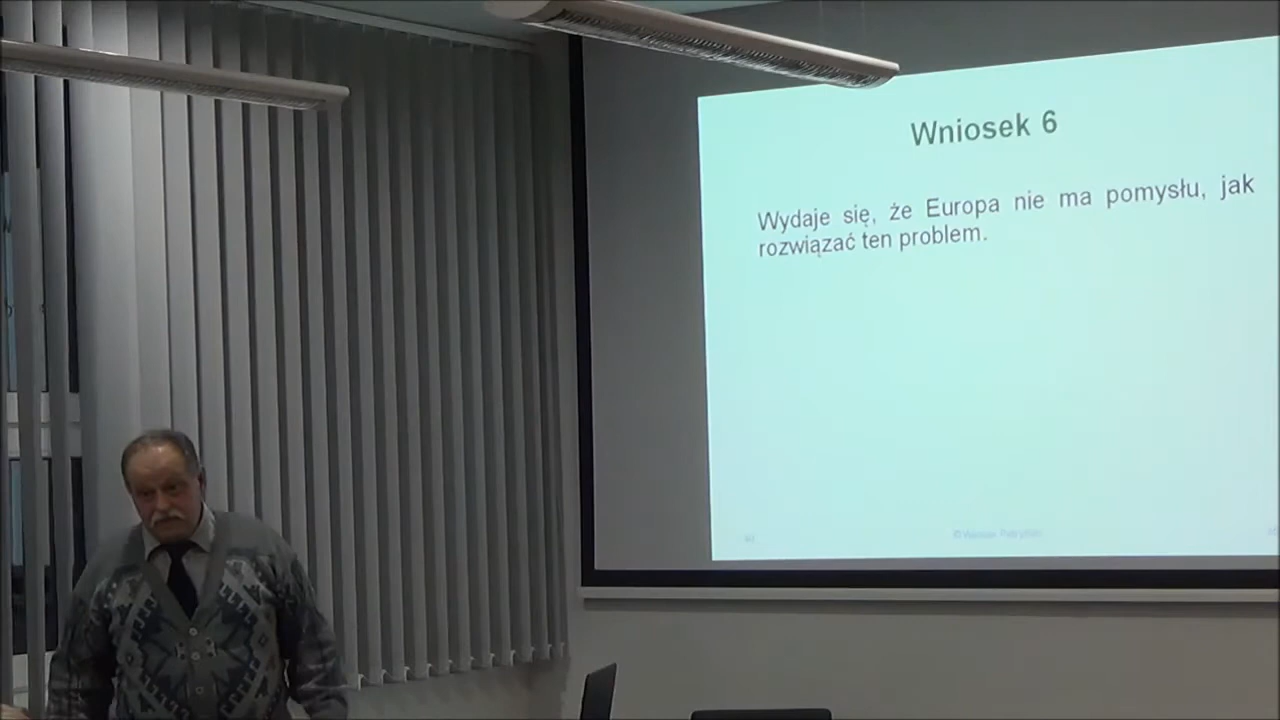 Wniosek 6
Wydaje się, że Europa nie ma pomysłu, jak
rozwiązać ten problem.